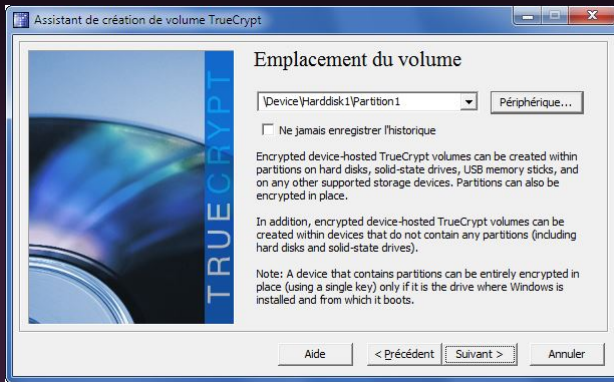 Assistant de création de volume TrueCrypt
TRUECRYPT
Emplacement du volume
\Device\Harddisk1\Partition1
Périphérique...
Ne jamais enregistrer l'historique
Encrypted device-hosted TrueCrypt volumes can be created within
partitions on hard disks, solid-state drives, USB memory sticks, and
on any other supported storage devices. Partitions can also be
encrypted in place.
In addition, encrypted device-hosted TrueCrypt volumes can be
created within devices that do not contain any partitions (including
hard disks and solid-state drives).
Note: A device that contains partitions can be entirely encrypted in
place (using a single key) only if it is the drive where Windows is
installed and from which it boots.
Aide
< Précédent
Suivant >
Annuler